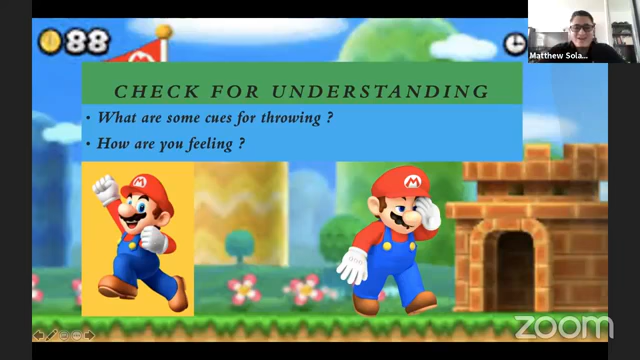 88
Matthew Sola...
CHECK FOR UNDERSTANDING
• What are some cues for throwing ?
• How are you feeling ?
M
M
zoom